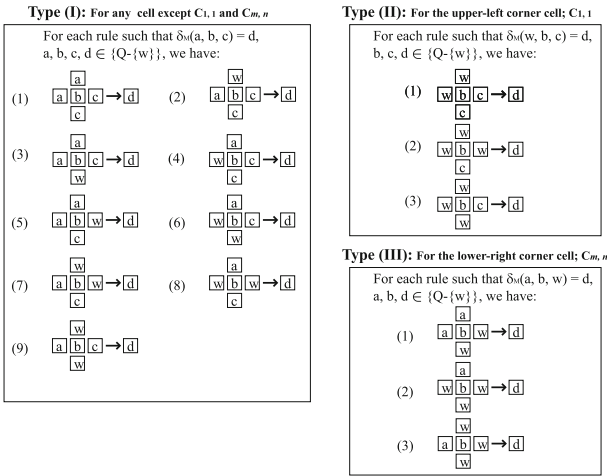 Type (I): For any cell except C1, 1 and Cm, n
For each rule such that δM(a, b, c) = d,
a, b, c, d ∈ {Q-{w}}, we have:
(1)
a
a b c → d
c
(2)
w
a b c → d
c
(3)
a
a b c → d
w
(4)
a
w b c → d
c
(5)
a
a b w → d
c
(6)
a
w b c → d
w
(7)
w
a b w → d
c
(8)
a
w b w → d
c
(9)
w
a b c → d
w
Type (II): For the upper-left corner cell; C1, 1
For each rule such that δM(w, b, c) = d,
b, c, d ∈ {Q-{w}}, we have:
(1)
w
w b c → d
c
(2)
w
w b w → d
c
(3)
w
w b c → d
w
Type (III): For the lower-right corner cell; Cm, n
For each rule such that δM(a, b, w) = d,
a, b, d ∈ {Q-{w}}, we have:
(1)
a
a b w → d
w
(2)
a
w b w → d
w
(3)
w
a b w → d
w